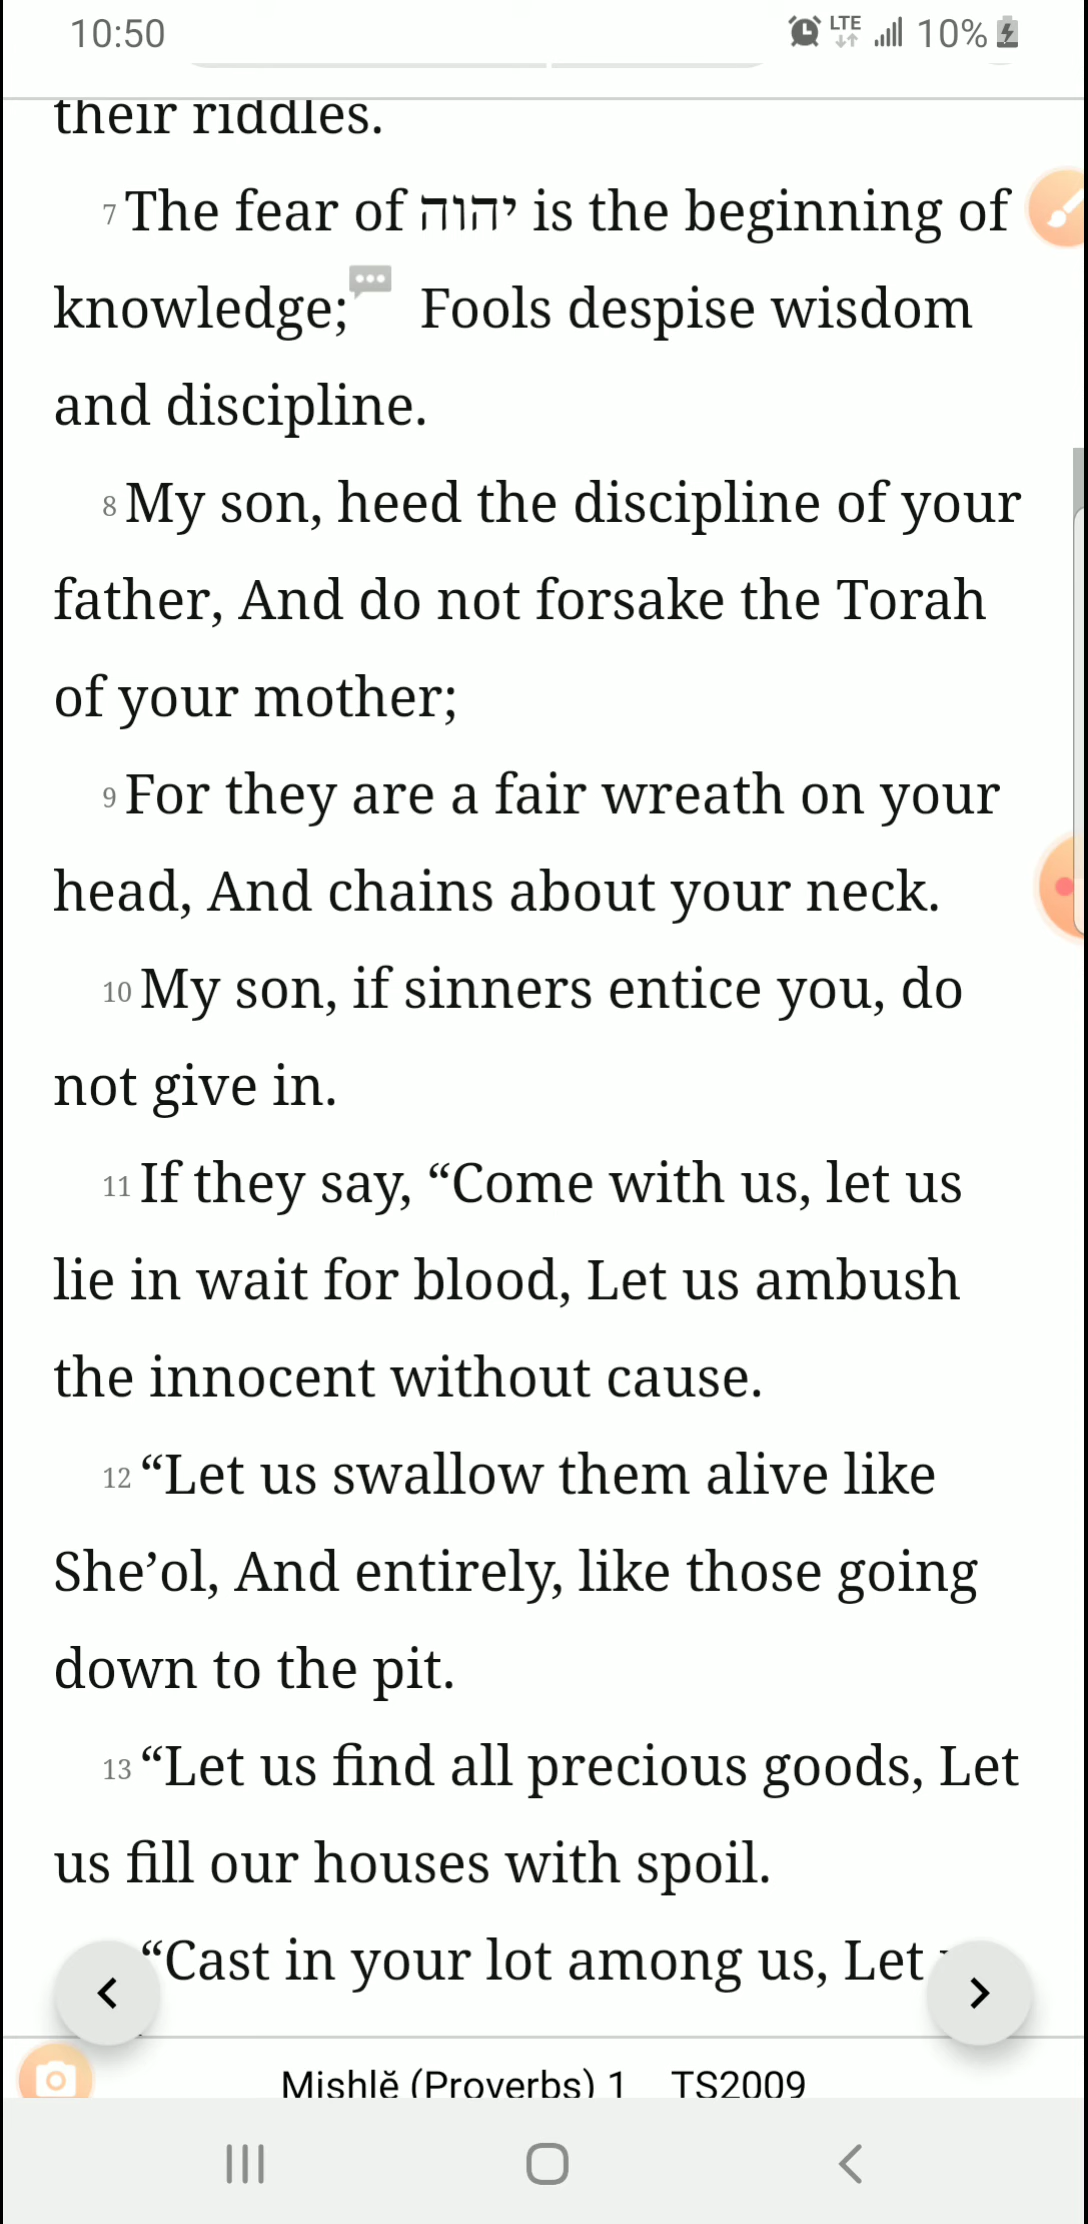 10:50 LTE 10%
their riddles.
7 The fear of יהוה is the beginning of
knowledge; Fools despise wisdom
and discipline.
8 My son, heed the discipline of your
father, And do not forsake the Torah
of your mother;
9 For they are a fair wreath on your
head, And chains about your neck.
10 My son, if sinners entice you, do
not give in.
11 If they say, “Come with us, let us
lie in wait for blood, Let us ambush
the innocent without cause.
12 “Let us swallow them alive like
She’ol, And entirely, like those going
down to the pit.
13 “Let us find all precious goods, Let
us fill our houses with spoil.
“Cast in your lot among us, Let
Mishlĕ (Proverbs) 1 TS2009